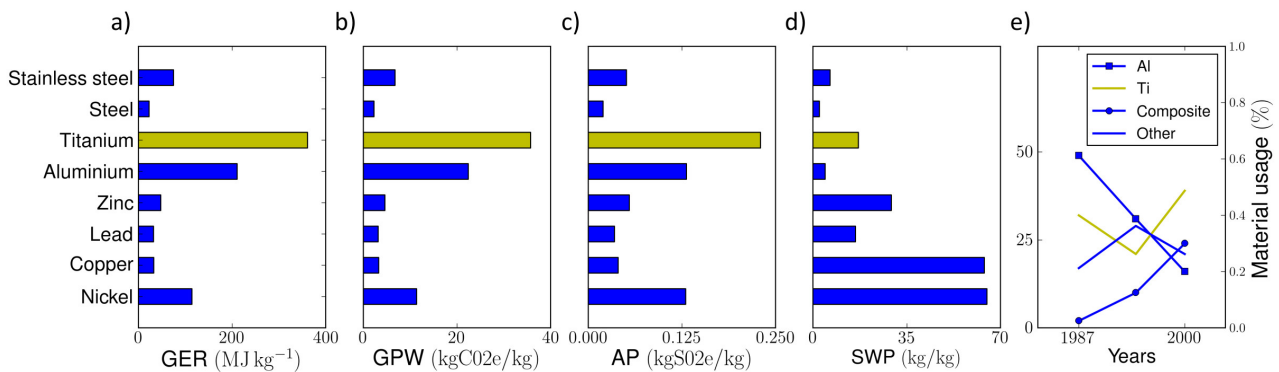 a)
b)
c)
d)
e)
Stainless steel
Steel
Titanium
Aluminium
Zinc
Lead
Copper
Nickel
0 200 400
GER (MJ kg⁻¹)
0 20 40
GPW (kgC02e/kg)
0.000 0.125 0.250
AP (kgS02e/kg)
0 35 70
SWP (kg/kg)
Al
Ti
Composite
Other
50
25
0
1987 2000
Years
1.0
0.8
0.6
0.4
0.2
0.0
Material usage (%)